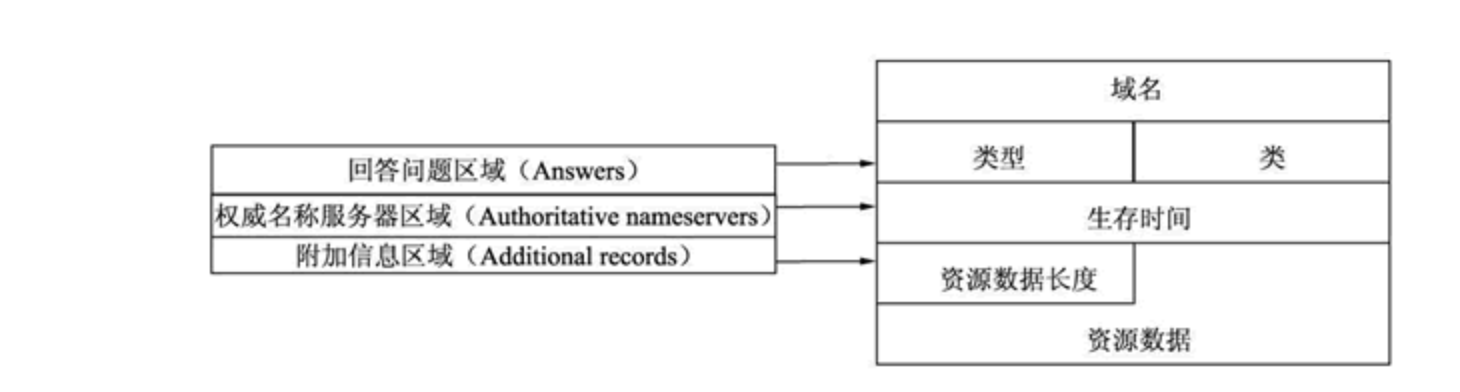 回答问题区域（Answers）
权威名称服务器区域（Authoritative nameservers）
附加信息区域（Additional records）
域名
类型 类
生存时间
资源数据长度
资源数据